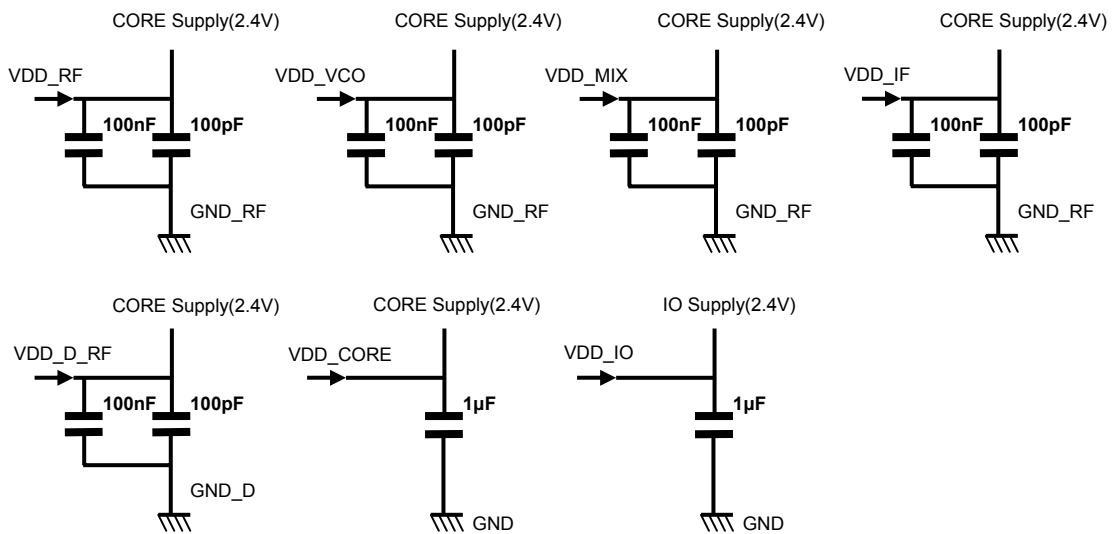 CORE Supply(2.4V)
CORE Supply(2.4V)
CORE Supply(2.4V)
CORE Supply(2.4V)
VDD_RF
VDD_VCO
VDD_MIX
VDD_IF
100nF
100pF
100nF
100pF
100nF
100pF
100nF
100pF
GND_RF
GND_RF
GND_RF
GND_RF
CORE Supply(2.4V)
CORE Supply(2.4V)
IO Supply(2.4V)
VDD_D_RF
VDD_CORE
VDD_IO
100nF
100pF
1µF
1µF
GND_D
GND
GND